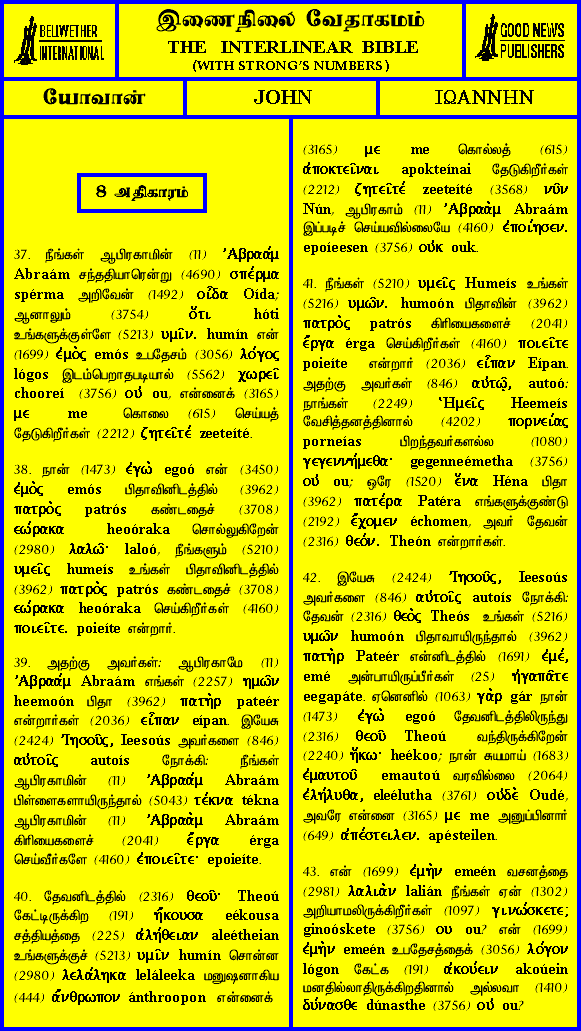 BELLWETHER
INTERNATIONAL
இணைநிலை வேதாகமம்
THE INTERLINEAR BIBLE
(WITH STRONG'S NUMBERS)
GOOD NEWS
PUBLISHERS
யோவான்
JOHN
ΙΩΑΝΝΗΝ
8 அதிகாரம்
37. நீங்கள் ஆபிரகாமின் (11) Ἀβραάμ
Abraám சந்ததியாரென்று (4690) σπέρμα
spérma அறிவேன் (1492) οἶδα Oída;
ஆனாலும் (3754) ὅτι hóti
உங்களுக்குள்ளே (5213) υμῖν. humín என்
(1699) ἐμὸς emós உபதேசம் (3056) λόγος
lógos இடம்பெறாதபடியால் (5562) χωρεῖ
chooreí (3756) οὐ ou, என்னைக் (3165)
με me கொலை (615) செய்யத்
தேடுகிறீர்கள் (2212) ζητεῖτέ zeeteíté.
38. நான் (1473) ἐγὼ egoó என் (3450)
ἐμὸς emós பிதாவினிடத்தில் (3962)
πατρὸς patrós கண்டதைச் (3708)
εώρακα heoóraka சொல்லுகிறேன்
(2980) λαλῶ· laloó, நீங்களும் (5210)
υμεῖς humeís உங்கள் பிதாவினிடத்தில்
(3962) πατρὸς patrós கண்டதைச் (3708)
εώρακα heoóraka செய்கிறீர்கள் (4160)
ποιεῖτε. poieíte என்றார்.
39. அதற்கு அவர்கள்: ஆபிரகாமே (11)
Ἀβραάμ Abraám எங்கள் (2257) ημῶν
heemoón பிதா (3962) πατὴρ pateér
என்றார்கள் (2036) εἶπαν eípan. இயேசு
(2424) Ἰησοῦς, Ieesoús அவர்களை (846)
αὐτοῖς autoís நோக்கி: நீங்கள்
ஆபிரகாமின் (11) Ἀβραάμ Abraám
பிள்ளைகளாயிருந்தால் (5043) τέκνα tékna
ஆபிரகாமின் (11) Ἀβραὰμ Abraám
கிரியைகளைச் (2041) ἔργα érga
செய்வீர்களே (4160) ἐποιεῖτε· epoieíte.
40. தேவனிடத்தில் (2316) θεοῦ· Theoú
கேட்டிருக்கிற (191) ἤκουσα eékousa
சத்தியத்தை (225) ἀλήθειαν aleétheian
உங்களுக்குச் (5213) υμῖν humín சொன்ன
(2980) λελάληκα leláleeka மனுஷனாகிய
(444) ἄνθρωπον ánthroopon என்னைக்
(3165) με me கொல்லத் (615)
ἀποκτεῖναι apokteínai தேடுகிறீர்கள்
(2212) ζητεῖτέ zeeteíté (3568) νῦν
Nún, ஆபிரகாம் (11) Ἀβραὰμ Abraám
இப்படிச் செய்யவில்லையே (4160) ἐποίησεν.
epoíeesen (3756) οὐκ ouk.
41. நீங்கள் (5210) υμεῖς Humeís உங்கள்
(5216) υμῶν. humoón பிதாவின் (3962)
πατρὸς patrós கிரியைகளைச் (2041)
ἔργα érga செய்கிறீர்கள் (4160) ποιεῖτε
poieíte என்றார் (2036) εἶπαν Eípan.
அதற்கு அவர்கள் (846) αὐτῷ, autoó:
நாங்கள் (2249) Ἡμεῖς Heemeís
வேசித்தனத்தினால் (4202) πορνείας
porneías பிறந்தவர்களல்ல (1080)
γεγεννήμεθα· gegenneémetha (3756)
οὐ ou; ஒரே (1520) ἕνα Héna பிதா
(3962) πατέρα Patéra எங்களுக்குண்டு
(2192) ἔχομεν échomen, அவர் தேவன்
(2316) θεόν. Theón என்றார்கள்.
42. இயேசு (2424) Ἰησοῦς, Ieesoús
அவர்களை (846) αὐτοῖς autoís நோக்கி:
தேவன் (2316) θεὸς Theós உங்கள் (5216)
υμῶν humoón பிதாவாயிருந்தால் (3962)
πατὴρ Pateér என்னிடத்தில் (1691) ἐμέ,
emé அன்பாயிருப்பீர்கள் (25) ἠγαπᾶτε
eegapáte. ஏனெனில் (1063) γὰρ gár நான்
(1473) ἐγὼ egoó தேவனிடத்திலிருந்து
(2316) θεοῦ Theoú வந்திருக்கிறேன்
(2240) ἥκω· heékoo; நான் சுயமாய் (1683)
ἐμαυτοῦ emautoú வரவில்லை (2064)
ἐλήλυθα, eleélutha (3761) οὐδὲ Oudé,
அவரே என்னை (3165) με me அனுப்பினார்
(649) ἀπέστειλεν. apésteilen.
43. என் (1699) ἐμὴν emeén வசனத்தை
(2981) λαλιὰν lalián நீங்கள் ஏன் (1302)
அறியாமலிருக்கிறீர்கள் (1097) γινώσκετε;
ginoóskete (3756) ου ou? என் (1699)
ἐμὴν emeén உபதேசத்தைக் (3056) λόγον
lógon கேட்க (191) ἀκούειν akoúein
மனதில்லாதிருக்கிறதினால் அல்லவா (1410)
δύνασθε dúnasthe (3756) οὐ ou?